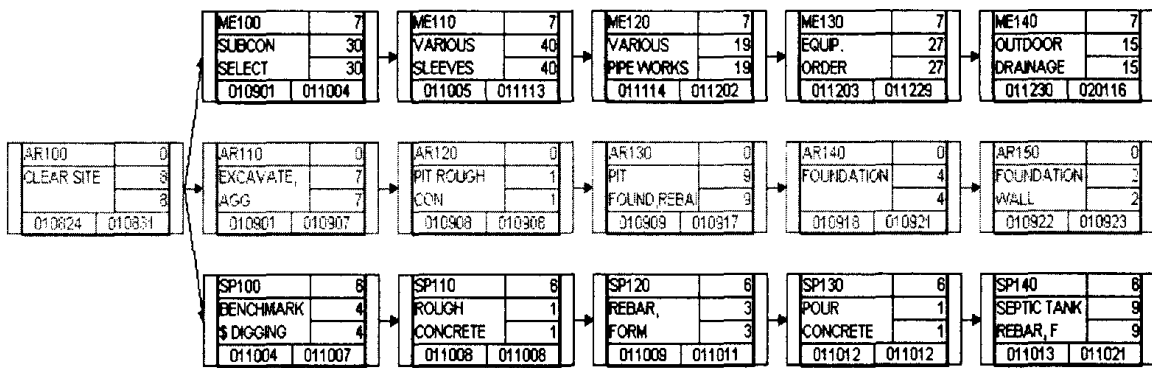 ME100 7
SUBCON 30
SELECT 30
010901 011004
ME110 7
VARIOUS 40
SLEEVES 40
011005 011113
ME120 7
VARIOUS 19
PIPE WORKS 19
011114 011202
ME130 7
EQUIP. 27
ORDER 27
011203 011229
ME140 7
OUTDOOR 15
DRAINAGE 15
011230 020116
AR100 0
CLEAR SITE 8
8
010824 010831
AR110 0
EXCAVATE, 7
AGG 7
010901 010907
AR120 0
PIT ROUGH 1
CON 1
010908 010908
AR130 0
PIT 9
FOUND,REBA 9
010909 010917
AR140 0
FOUNDATION 4
4
010918 010921
AR150 0
FOUNDATION 2
WALL 2
010922 010923
SP100 6
BENCHMARK 4
$ DIGGING 4
011004 011007
SP110 6
ROUGH 1
CONCRETE 1
011008 011008
SP120 6
REBAR, 3
FORM 3
011009 011011
SP130 6
POUR 1
CONCRETE 1
011012 011012
SP140 6
SEPTIC TANK 9
REBAR, F 9
011013 011021